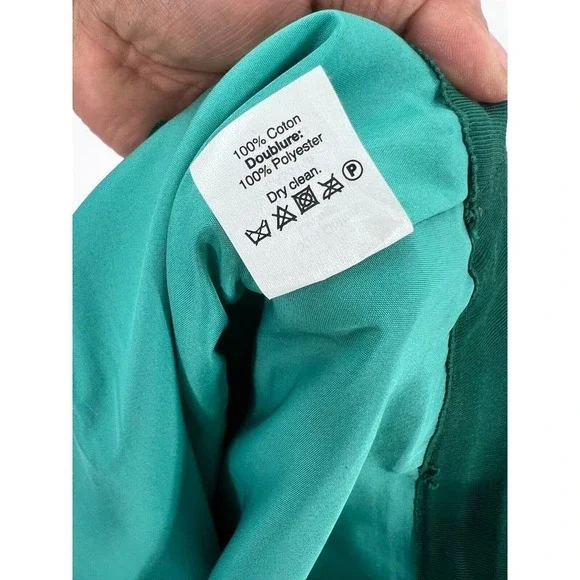 100% Coton
Doublure:
100% Polyester
Dry clean.
P